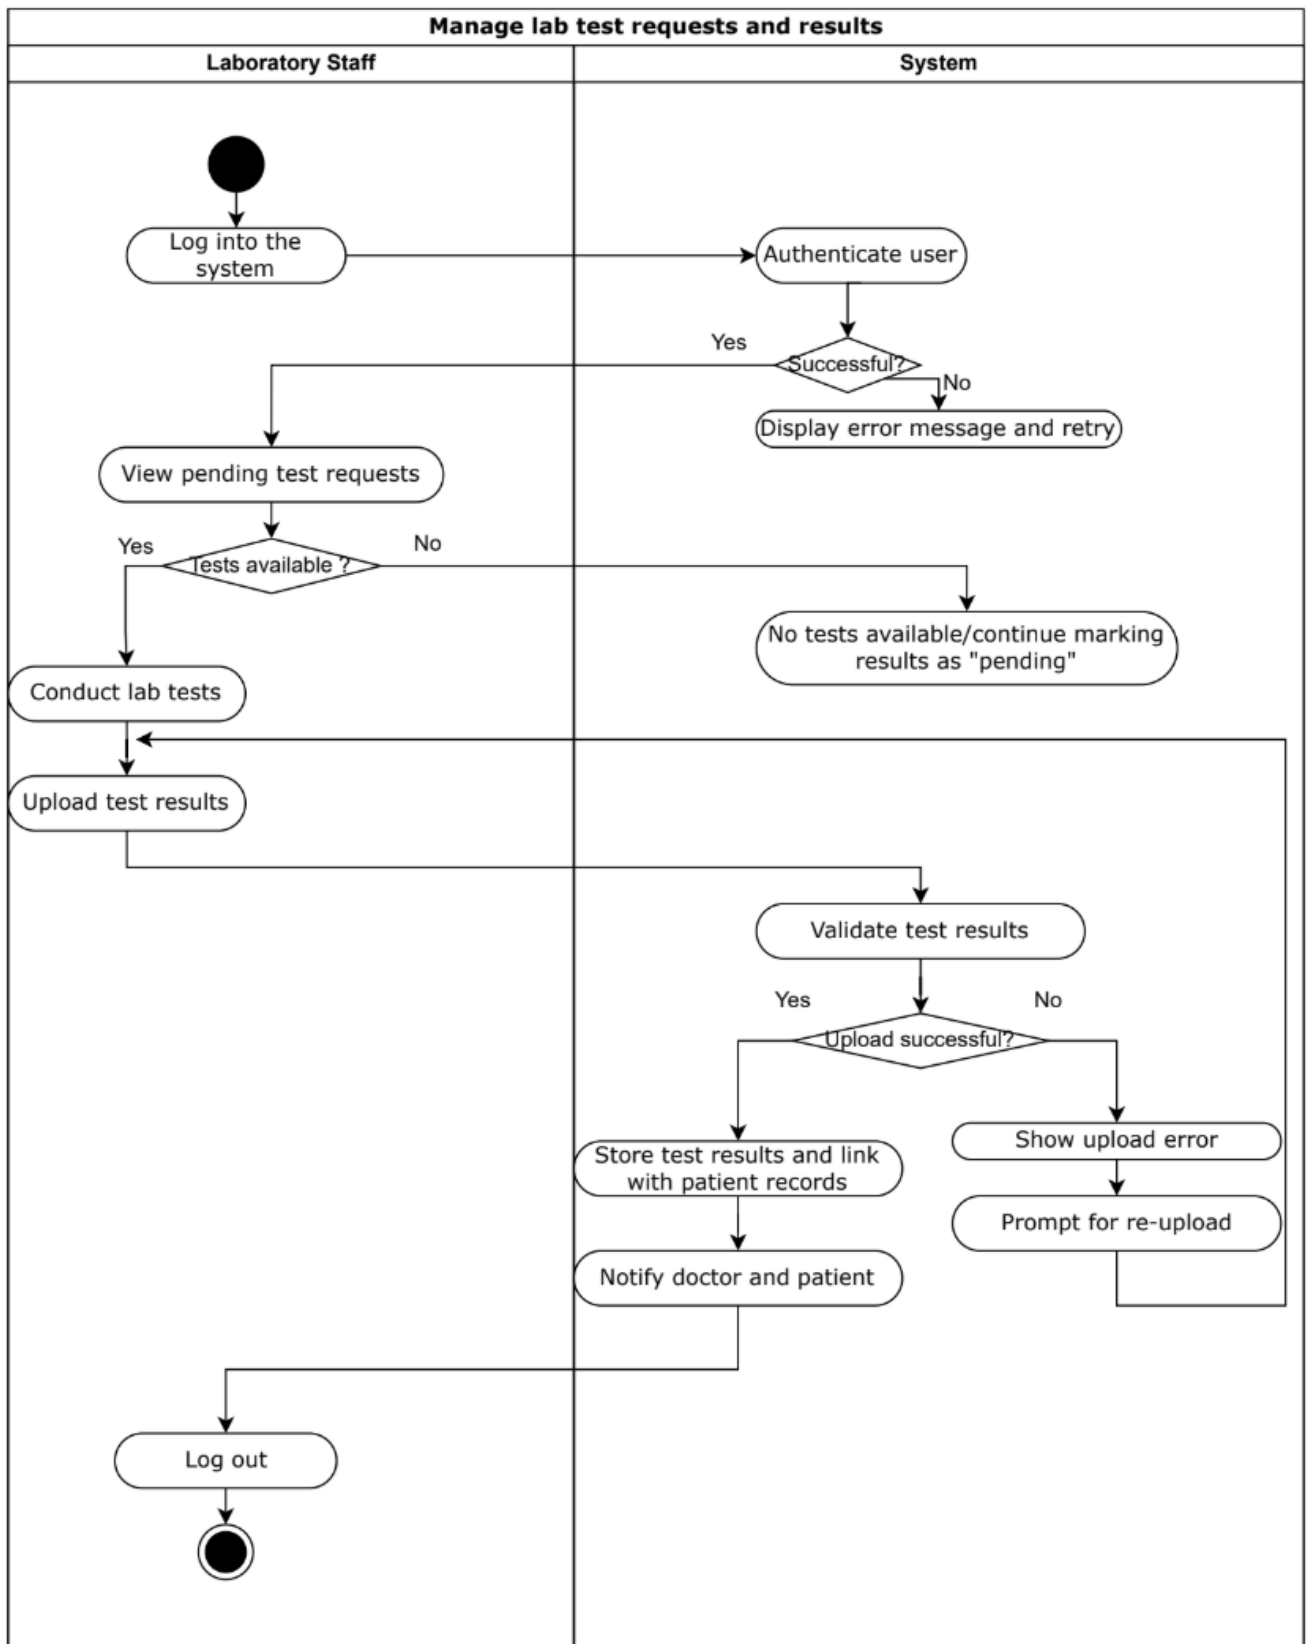 Manage lab test requests and results
Laboratory Staff
System
Log into the
system
Authenticate user
Yes
Successful?
No
Display error message and retry
View pending test requests
Yes
Tests available ?
No
No tests available/continue marking
results as "pending"
Conduct lab tests
Upload test results
Validate test results
Yes
No
Upload successful?
Store test results and link
with patient records
Show upload error
Prompt for re-upload
Notify doctor and patient
Log out